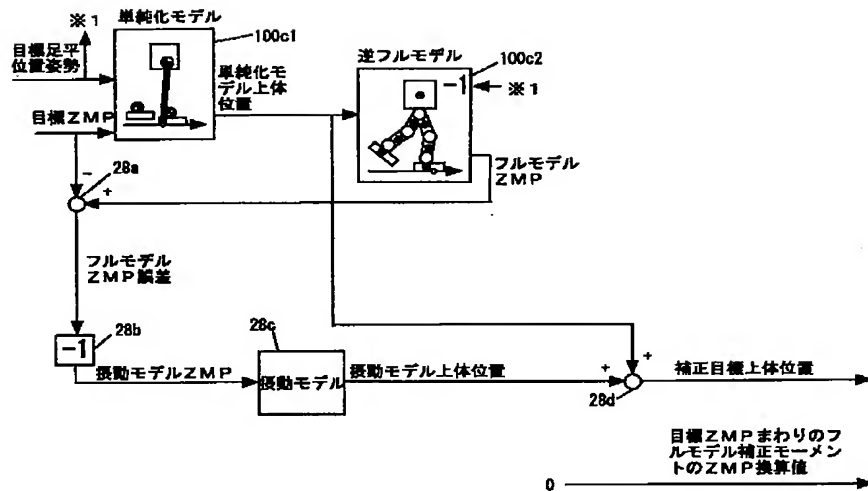 ※1
単純化モデル
100c1
目標足平
位置姿勢
単純化モ
デル上体
位置
目標ZMP
逆フルモデル
100c2
-1
※1
フルモデル
ZMP
-
28a
+
フルモデル
ZMP誤差
-1
28b
28c
摂動モデルZMP
摂動モデル
摂動モデル上体位置
+
+
28d
補正目標上体位置
目標ZMPまわりのフ
ルモデル補正モーメン
トのZMP換算値
0